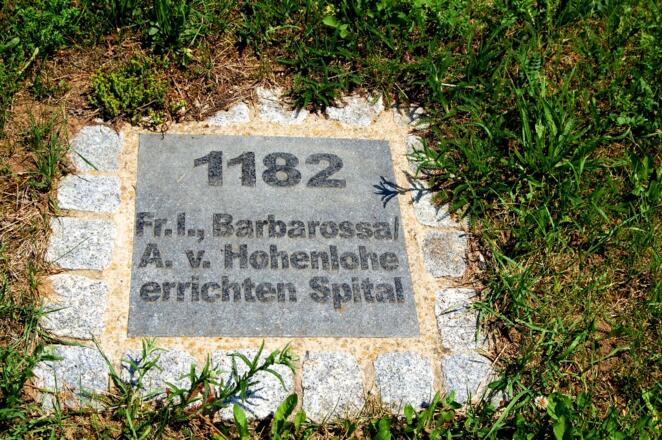 1182
Fr. I., Barbarossa/
A. v. Hohenlohe
errichten Spital